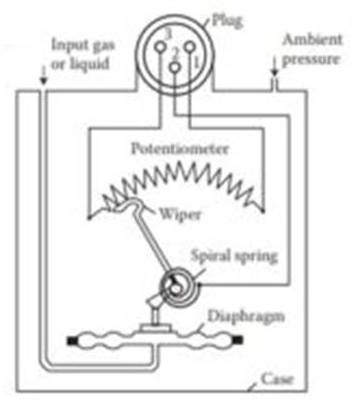 Plug
Input gas
or liquid
Ambient
pressure
3
2
1
Potentiometer
Wiper
Spiral spring
Diaphragm
Case